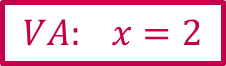 VA: x = 2